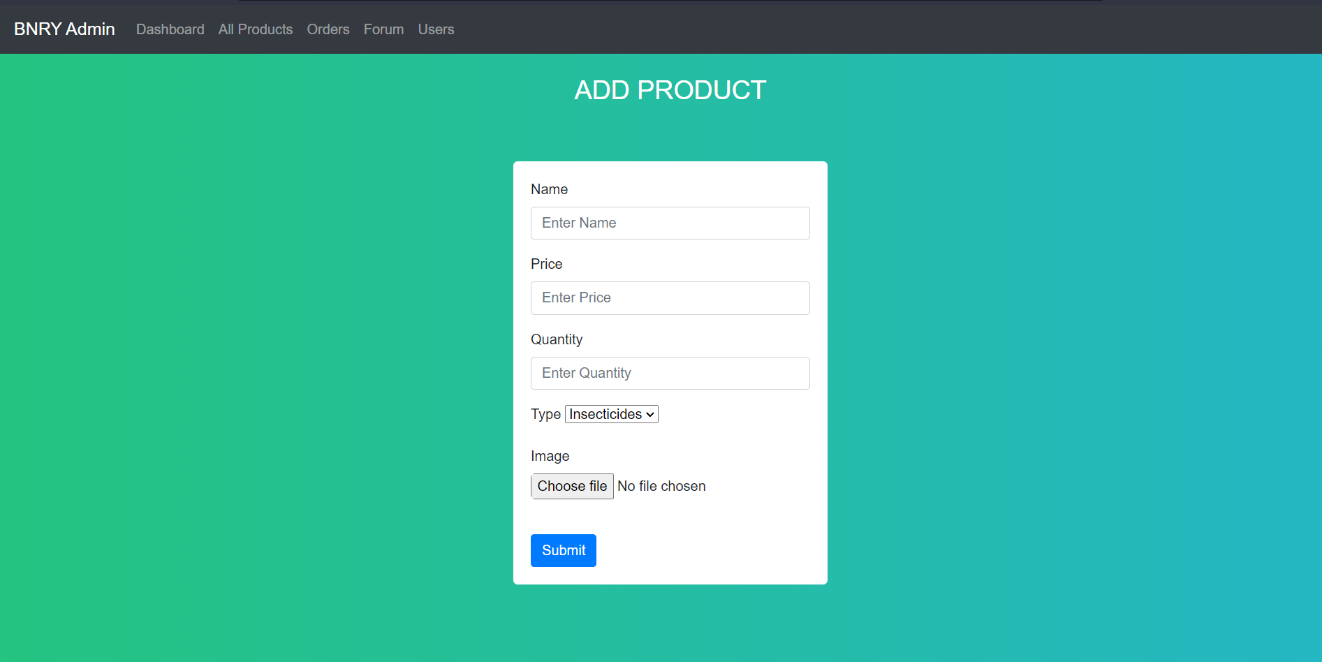 BNRY Admin Dashboard All Products Orders Forum Users
ADD PRODUCT
Name
Enter Name
Price
Enter Price
Quantity
Enter Quantity
Type Insecticides
Image
Choose file No file chosen
Submit